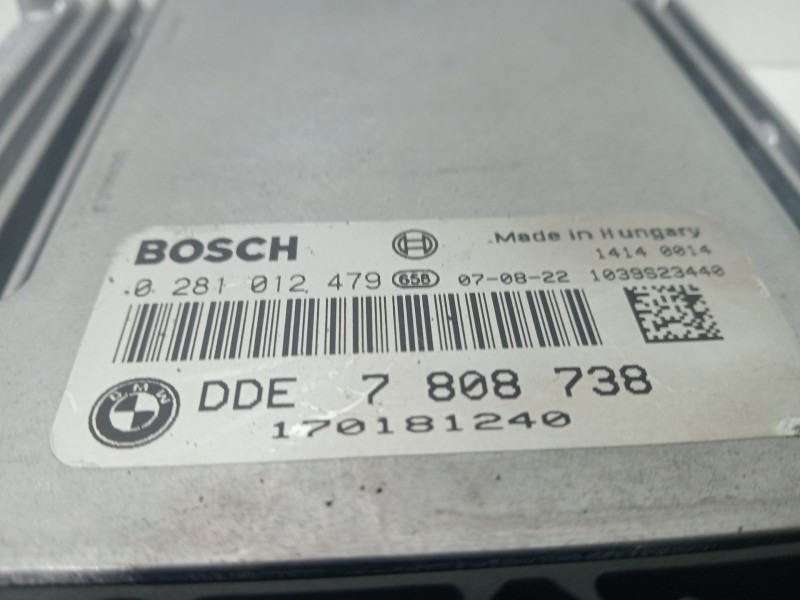 BOSCH
Made in Hungary
1414 0014
0 281 012 479 658 07-08-22 1039S23440
BMW
DDE 7 808 738
170181240